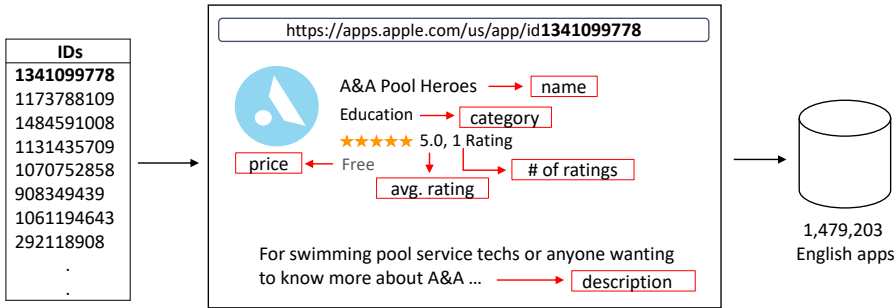 IDs
1341099778
1173788109
1484591008
1131435709
1070752858
908349439
1061194643
292118908
.
.
https://apps.apple.com/us/app/id1341099778
A&A Pool Heroes
name
Education
category
5.0, 1 Rating
price
Free
# of ratings
avg. rating
For swimming pool service techs or anyone wanting
to know more about A&A ...
description
1,479,203
English apps